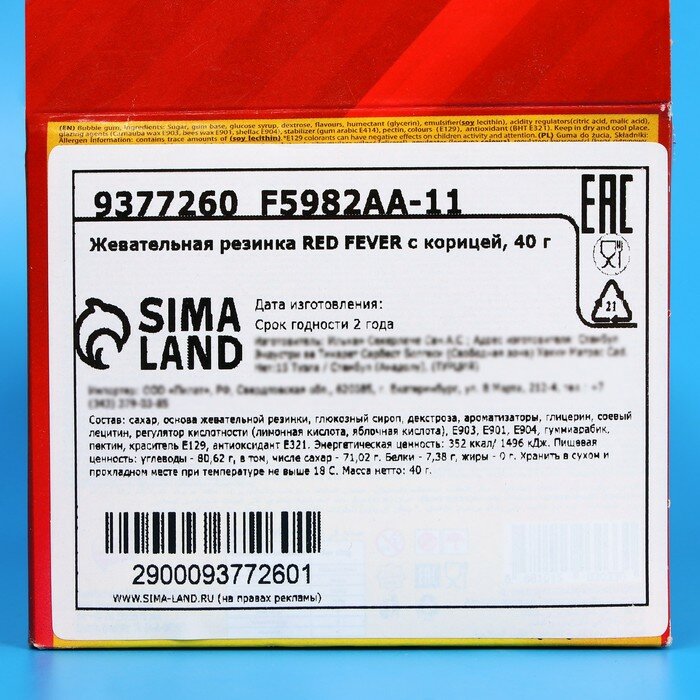 (EN) Bubble gum, Ingredients: Sugar, gum base, glucose syrup, dextrose, flavours, humectant (glycerin), emulsifier(soy lecithin), acidity regulators(citric acid, malic acid),
glazing agents (Carnauba wax E903, bees wax E901, shellac E904), stabilizer (gum arabic E414), pectin, colours (E129), antioxidant (BHT E321). Keep in dry and cool place.
Allergen Information: contains trace amounts of (soy lecithin).*E129 colorants can have negative effects on children activity and attention.(PL) Guma do żucia, Składniki:
9377260 F5982AA-11
EAC
Жевательная резинка RED FEVER с корицей, 40 г
21
SIMA LAND
Дата изготовления:
Срок годности 2 года
Состав: сахар, основа жевательной резинки, глюкозный сироп, декстроза, ароматизаторы, глицерин, соевый
лецитин, регулятор кислотности (лимонная кислота, яблочная кислота), E903, E901, E904, гуммиарабик,
пектин, краситель E129, антиоксидант E321. Энергетическая ценность: 352 ккал/ 1496 кДж. Пищевая
ценность: углеводы - 80,62 г, в том, числе сахар - 71,02 г. Белки - 7,38 г, жиры - 0 г. Хранить в сухом и
прохладном месте при температуре не выше 18 С. Масса нетто: 40 г.
2900093772601
WWW.SIMA-LAND.RU (на правах рекламы)